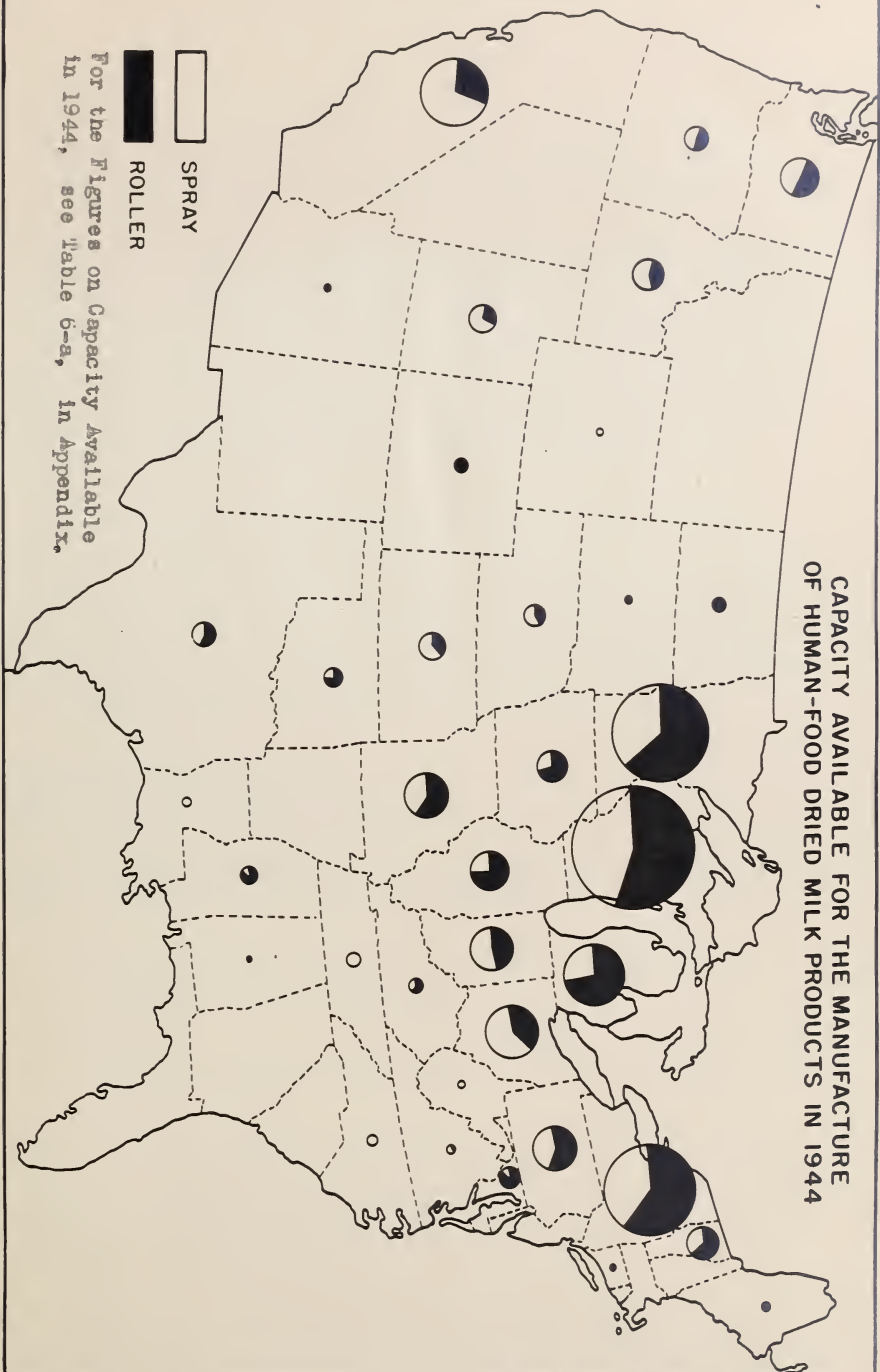 CAPACITY AVAILABLE FOR THE MANUFACTURE
OF HUMAN-FOOD DRIED MILK PRODUCTS IN 1944
SPRAY
ROLLER
For the Figures on Capacity Available
in 1944, see Table 6-a, in Appendix.